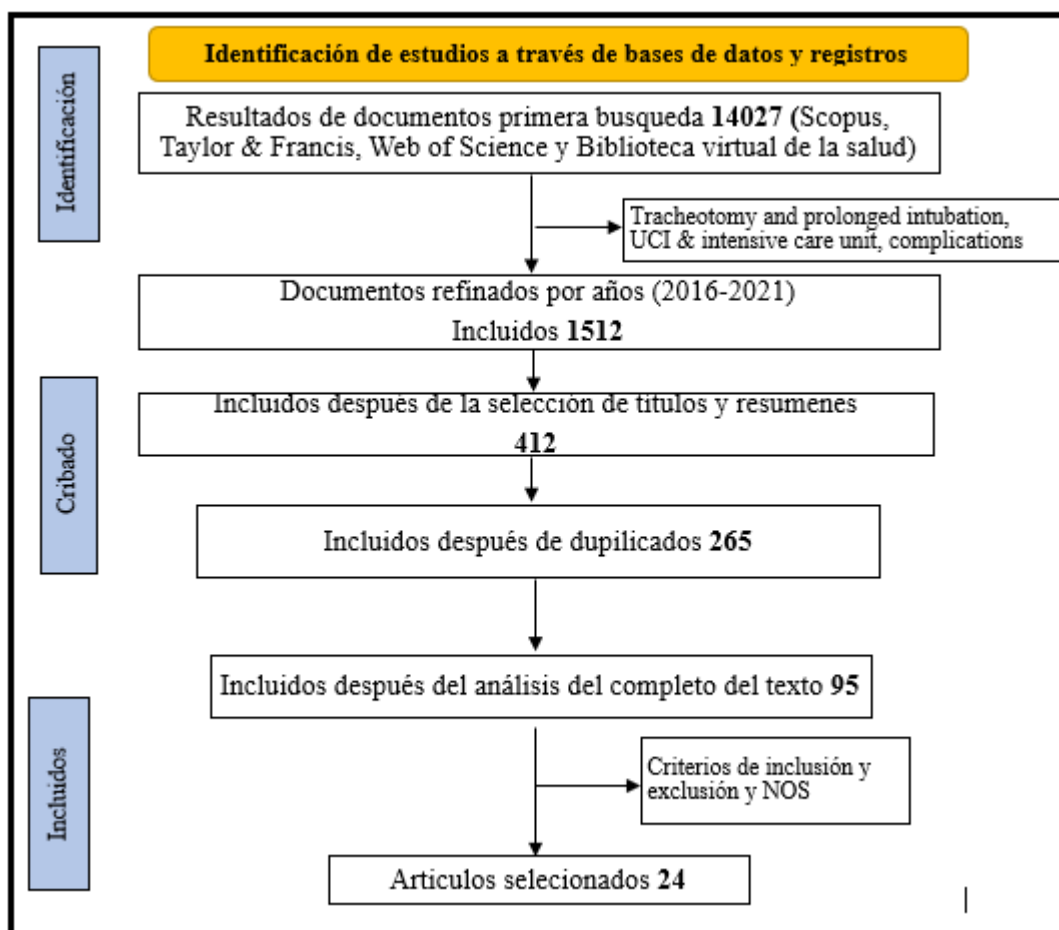 Identificación de estudios a través de bases de datos y registros
Identificación
Resultados de documentos primera busqueda 14027 (Scopus,
Taylor & Francis, Web of Science y Biblioteca virtual de la salud)
Tracheotomy and prolonged intubation,
UCI & intensive care unit, complications
Documentos refinados por años (2016-2021)
Incluidos 1512
Cribado
Incluidos después de la selección de titulos y resumenes
412
Incluidos después de dupilicados 265
Incluidos después del análisis del completo del texto 95
Incluidos
Criterios de inclusión y
exclusión y NOS
Articulos selecionados 24